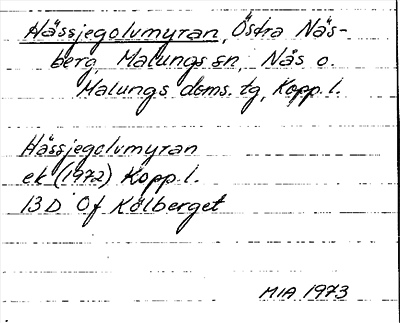 Hässjegolvmyran, Östra Näs-
berg, Malungs sn, Näs o.
Malungs doms. tg, Kopp. l.
Hässjegolvmyran
ek (1972) Kopp. l.
13 D Of Kölberget
MIA 1973